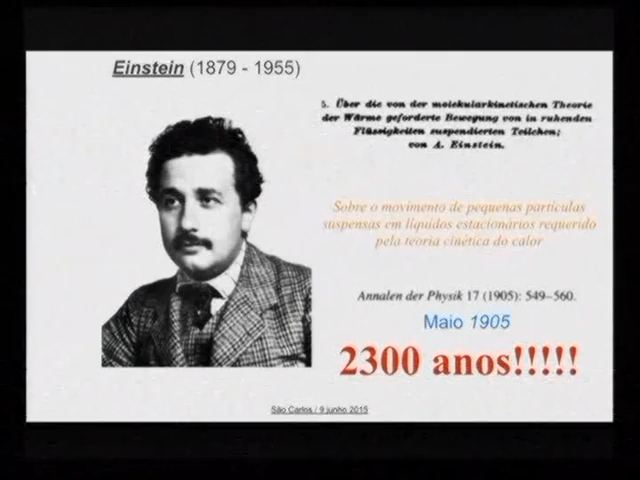 Einstein (1879 - 1955)
5. Über die von der molekularkinetischen Theorie
der Wärme geforderte Bewegung von in ruhenden
Flüssigkeiten suspendierten Teilchen;
von A. Einstein.
Sobre o movimento de pequenas partículas
suspensas em líquidos estacionários requerido
pela teoria cinética do calor
Annalen der Physik 17 (1905): 549–560.
Maio 1905
2300 anos!!!!!
São Carlos / 9 junho 2015